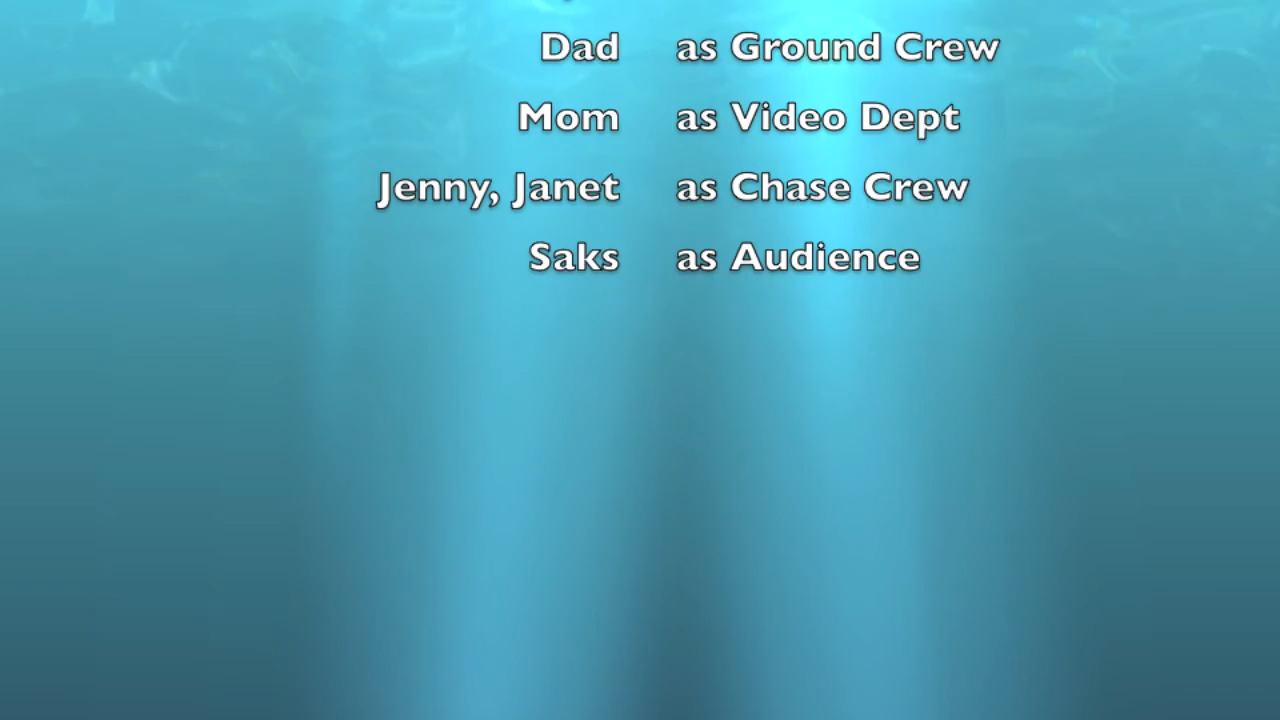 Dad as Ground Crew
Mom as Video Dept
Jenny, Janet as Chase Crew
Saks as Audience